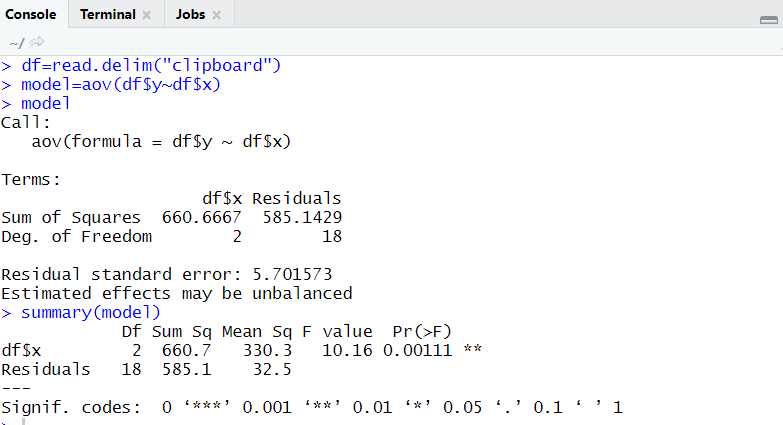 Console Terminal × Jobs ×
~/
> df=read.delim("clipboard")
> model=aov(df$y~df$x)
> model
Call:
   aov(formula = df$y ~ df$x)
Terms:
                    df$x Residuals
Sum of Squares  660.6667  585.1429
Deg. of Freedom        2        18
Residual standard error: 5.701573
Estimated effects may be unbalanced
> summary(model)
            Df Sum Sq Mean Sq F value  Pr(>F)
df$x         2  660.7   330.3   10.16 0.00111 **
Residuals   18  585.1    32.5
---
Signif. codes:  0 ‘***’ 0.001 ‘**’ 0.01 ‘*’ 0.05 ‘.’ 0.1 ‘ ’ 1
>